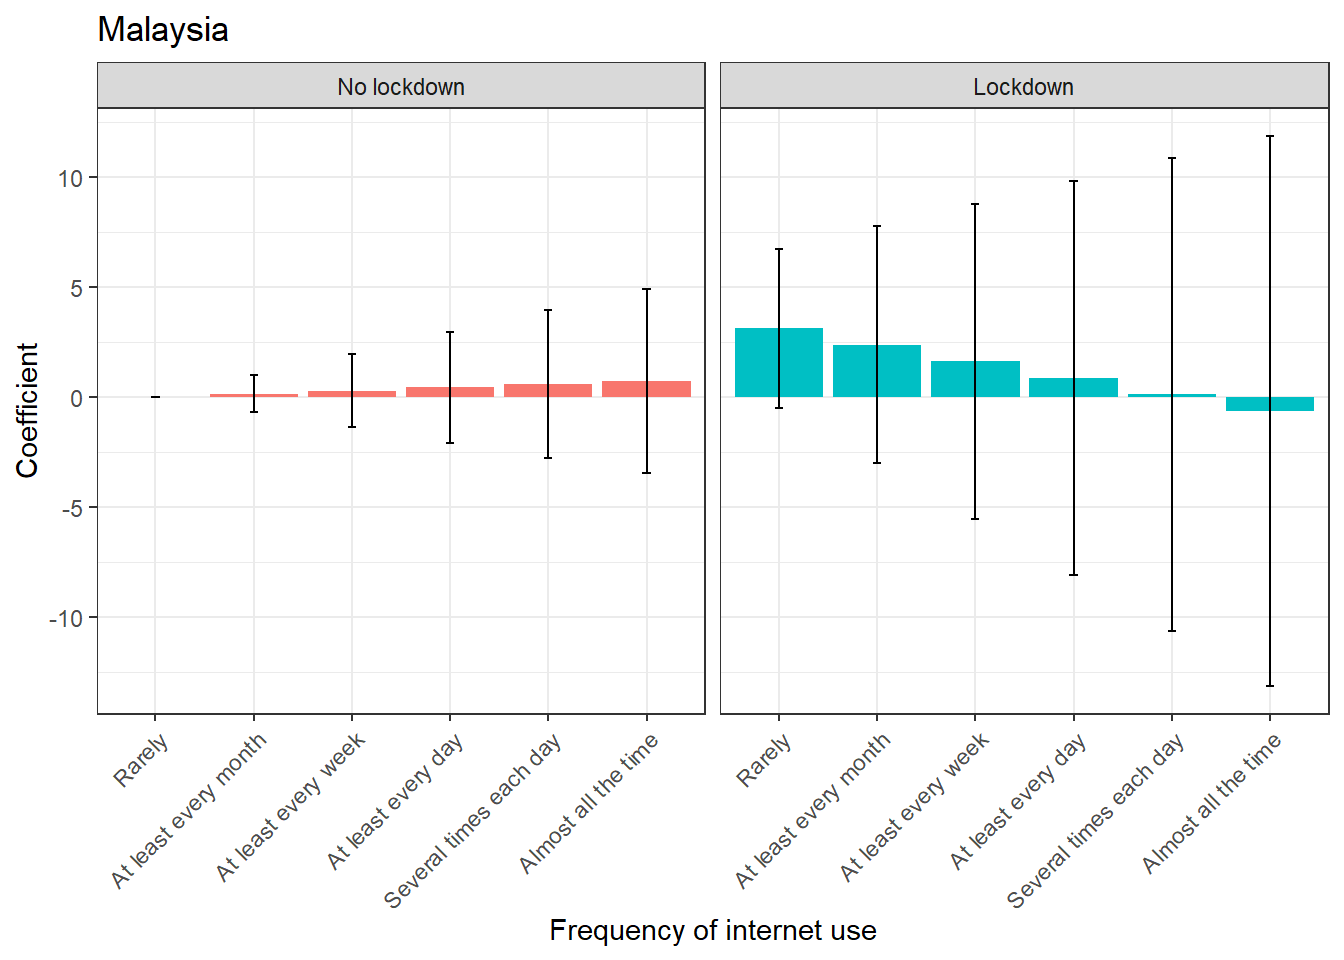 Malaysia
No lockdown
Lockdown
Coefficient
10
5
0
-5
-10
Rarely
At least every month
At least every week
At least every day
Several times each day
Almost all the time
Rarely
At least every month
At least every week
At least every day
Several times each day
Almost all the time
Frequency of internet use